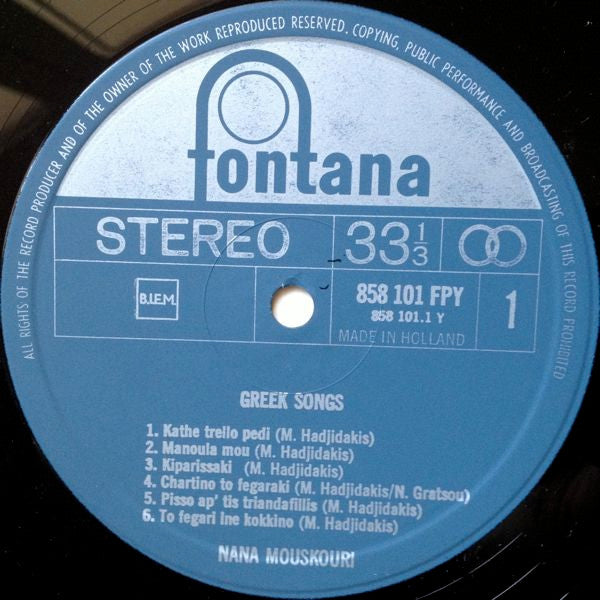 ALL RIGHTS OF THE RECORD PRODUCER AND OF THE OWNER OF THE WORK REPRODUCED RESERVED. COPYING, PUBLIC PERFORMANCE AND BROADCASTING OF THIS RECORD PROHIBITED
fontana
STEREO 33 1/3
B.I.E.M. 858 101 FPY 1
858 101.1 Y
MADE IN HOLLAND
GREEK SONGS
1. Kathe trello pedi (M. Hadjidakis)
2. Manoula mou (M. Hadjidakis)
3. Kiparissaki (M. Hadjidakis)
4. Chartino to fegaraki (M. Hadjidakis/N. Gratsou)
5. Pisso ap' tis triandafillis (M. Hadjidakis)
6. To fegari ine kokkino (M. Hadjidakis)
NANA MOUSKOURI